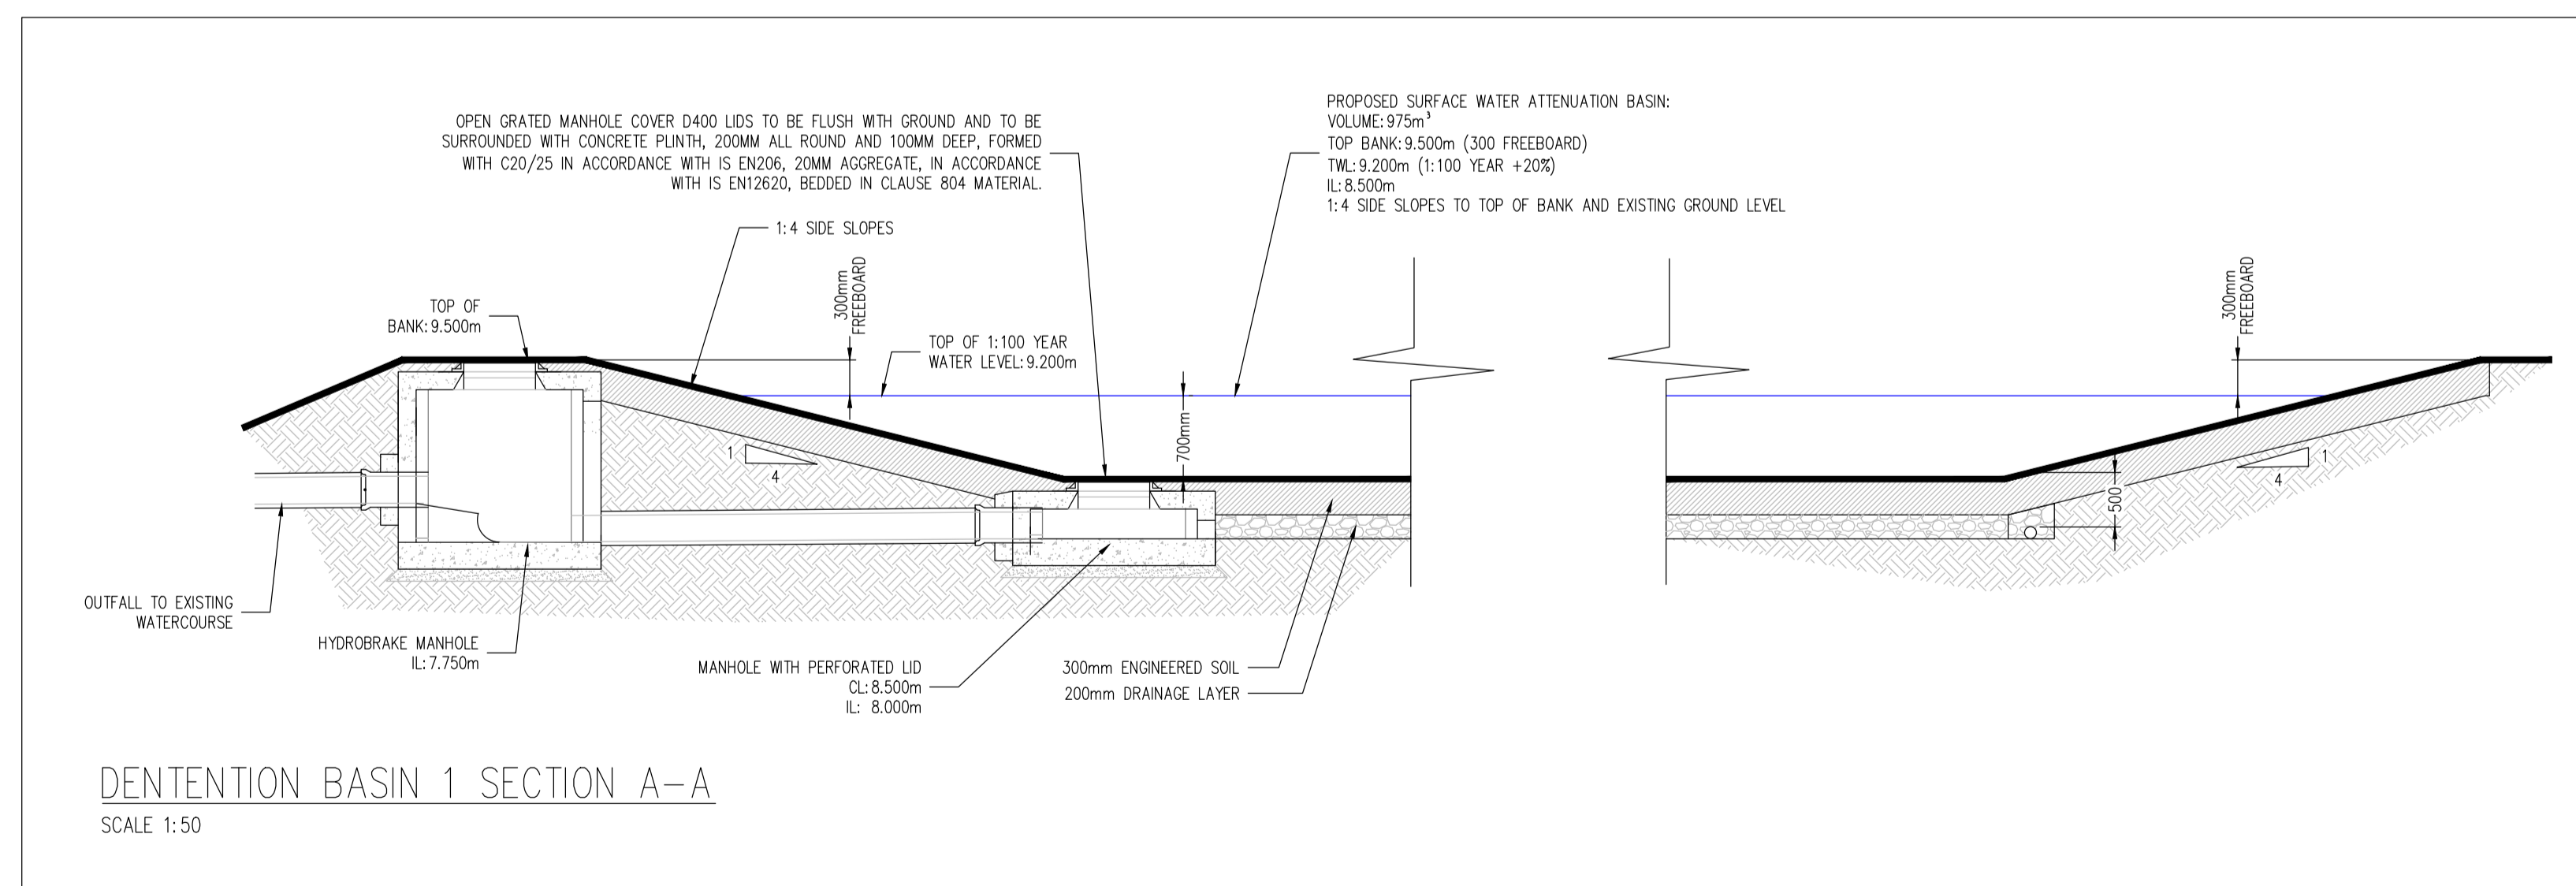 OPEN GRATED MANHOLE COVER D400 LIDS TO BE FLUSH WITH GROUND AND TO BE
SURROUNDED WITH CONCRETE PLINTH, 200MM ALL ROUND AND 100MM DEEP, FORMED
WITH C20/25 IN ACCORDANCE WITH IS EN206, 20MM AGGREGATE, IN ACCORDANCE
WITH IS EN12620, BEDDED IN CLAUSE 804 MATERIAL.
PROPOSED SURFACE WATER ATTENUATION BASIN:
VOLUME: 975m³
TOP BANK: 9.500m (300 FREEBOARD)
TWL: 9.200m (1:100 YEAR +20%)
IL: 8.500m
1:4 SIDE SLOPES TO TOP OF BANK AND EXISTING GROUND LEVEL
1:4 SIDE SLOPES
300mm
FREEBOARD
300mm
FREEBOARD
TOP OF
BANK: 9.500m
TOP OF 1:100 YEAR
WATER LEVEL: 9.200m
700mm
1
4
1
4
500
OUTFALL TO EXISTING
WATERCOURSE
HYDROBRAKE MANHOLE
IL: 7.750m
MANHOLE WITH PERFORATED LID
CL: 8.500m
IL: 8.000m
300mm ENGINEERED SOIL
200mm DRAINAGE LAYER
DENTENTION BASIN 1 SECTION A-A
SCALE 1:50